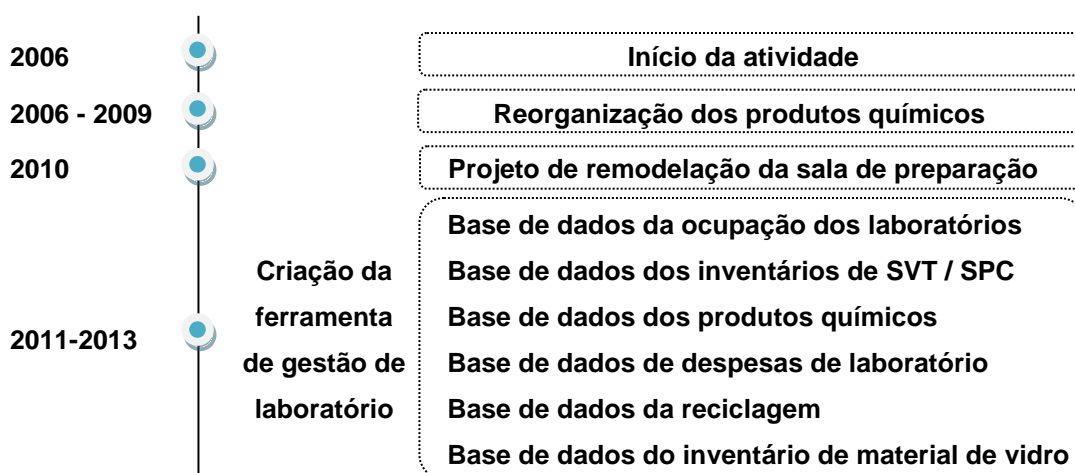 2006
Início da atividade
2006 - 2009
Reorganização dos produtos químicos
2010
Projeto de remodelação da sala de preparação
2011-2013
Criação da
ferramenta
de gestão de
laboratório
Base de dados da ocupação dos laboratórios
Base de dados dos inventários de SVT / SPC
Base de dados dos produtos químicos
Base de dados de despesas de laboratório
Base de dados da reciclagem
Base de dados do inventário de material de vidro